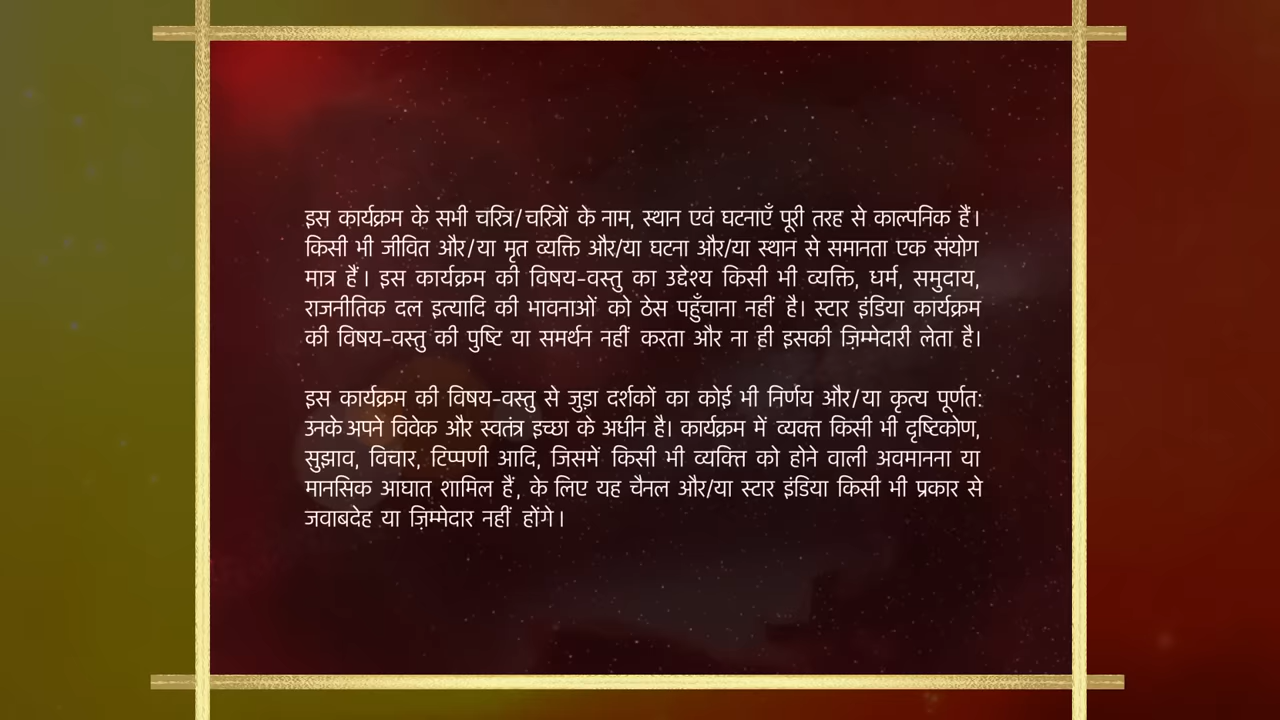 इस कार्यक्रम के सभी चरित्र/चरित्रों के नाम, स्थान एवं घटनाएँ पूरी तरह से काल्पनिक हैं।
किसी भी जीवित और/या मृत व्यक्ति और/या घटना और/या स्थान से समानता एक संयोग
मात्र हैं। इस कार्यक्रम की विषय-वस्तु का उद्देश्य किसी भी व्यक्ति, धर्म, समुदाय,
राजनीतिक दल इत्यादि की भावनाओं को ठेस पहुँचाना नहीं है। स्टार इंडिया कार्यक्रम
की विषय-वस्तु की पुष्टि या समर्थन नहीं करता और ना ही इसकी ज़िम्मेदारी लेता है।
इस कार्यक्रम की विषय-वस्तु से जुड़ा दर्शकों का कोई भी निर्णय और/या कृत्य पूर्णत:
उनके अपने विवेक और स्वतंत्र इच्छा के अधीन है। कार्यक्रम में व्यक्त किसी भी दृष्टिकोण,
सुझाव, विचार, टिप्पणी आदि, जिसमें किसी भी व्यक्ति को होने वाली अवमानना या
मानसिक आघात शामिल हैं, के लिए यह चैनल और/या स्टार इंडिया किसी भी प्रकार से
जवाबदेह या ज़िम्मेदार नहीं होंगे।